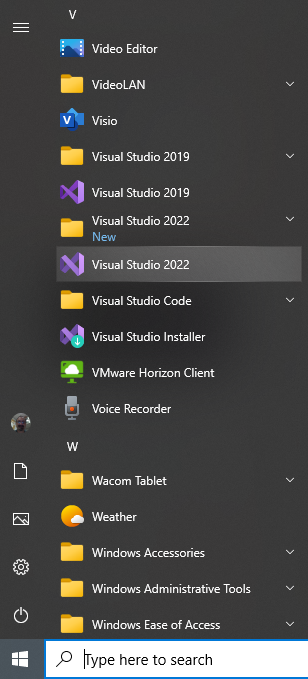 V
Video Editor
VideoLAN
Visio
Visual Studio 2019
Visual Studio 2019
Visual Studio 2022
New
Visual Studio 2022
Visual Studio Code
Visual Studio Installer
VMware Horizon Client
Voice Recorder
W
Wacom Tablet
Weather
Windows Accessories
Windows Administrative Tools
Windows Ease of Access
Type here to search